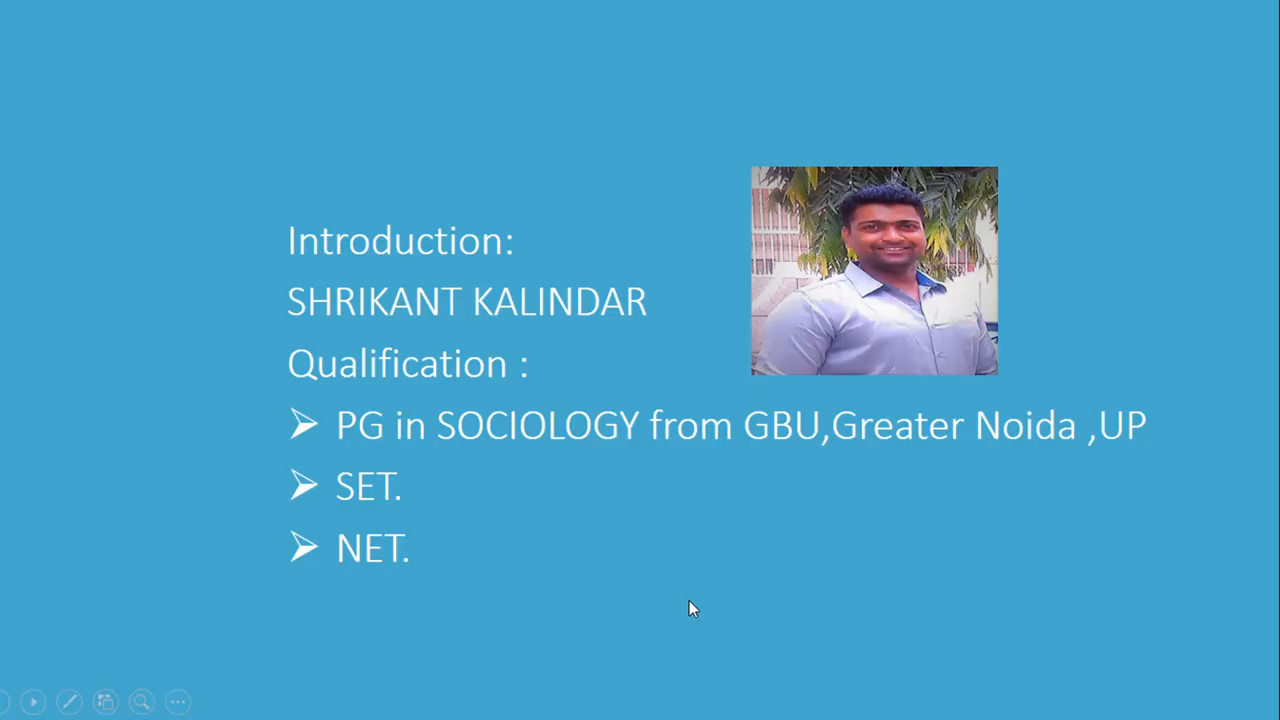 Introduction:
SHRIKANT KALINDAR
Qualification :
PG in SOCIOLOGY from GBU,Greater Noida ,UP
SET.
NET.